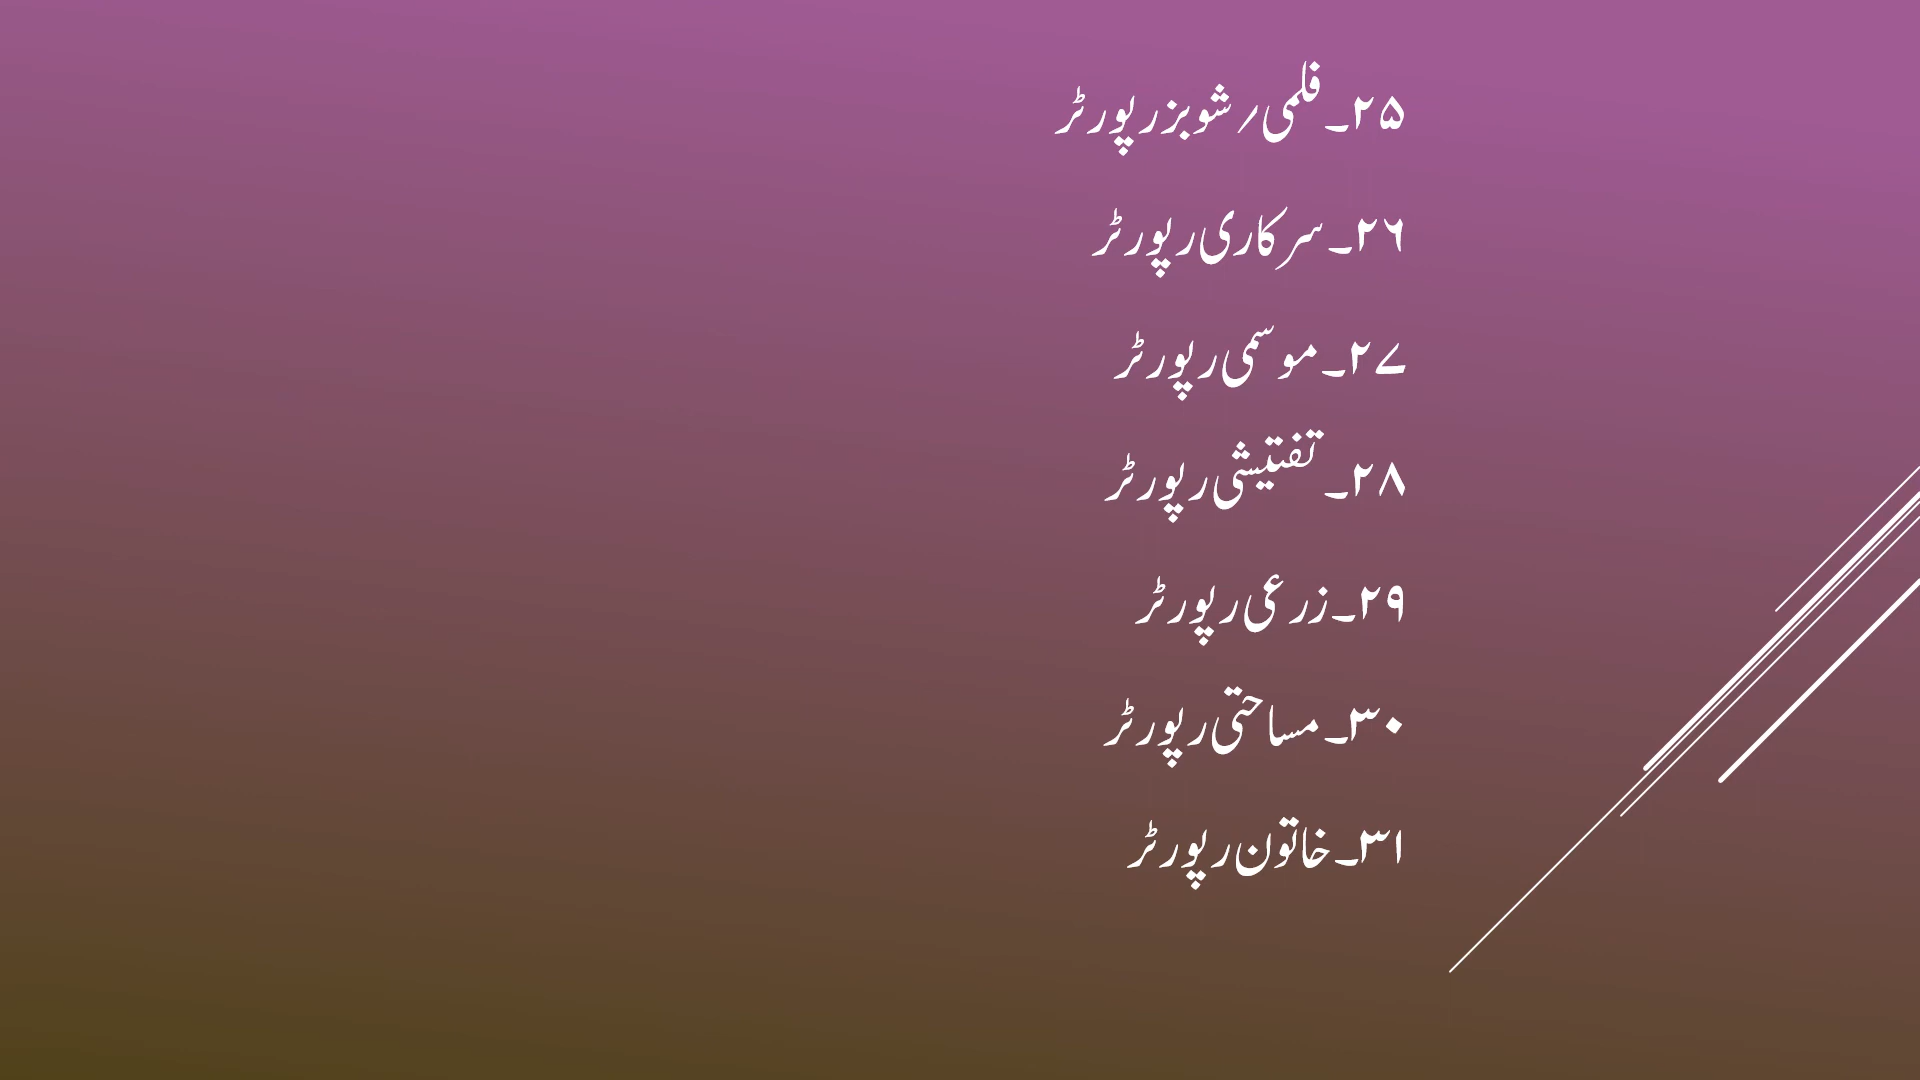 ۲۵۔فلمی؍شوبز رپورٹر
۲۶۔سرکاری رپورٹر
۲۷۔موسمی رپورٹر
۲۸۔تفتیشی رپورٹر
۲۹۔زرعی رپورٹر
۳۰۔مساحتی رپورٹر
۳۱۔خاتون رپورٹر